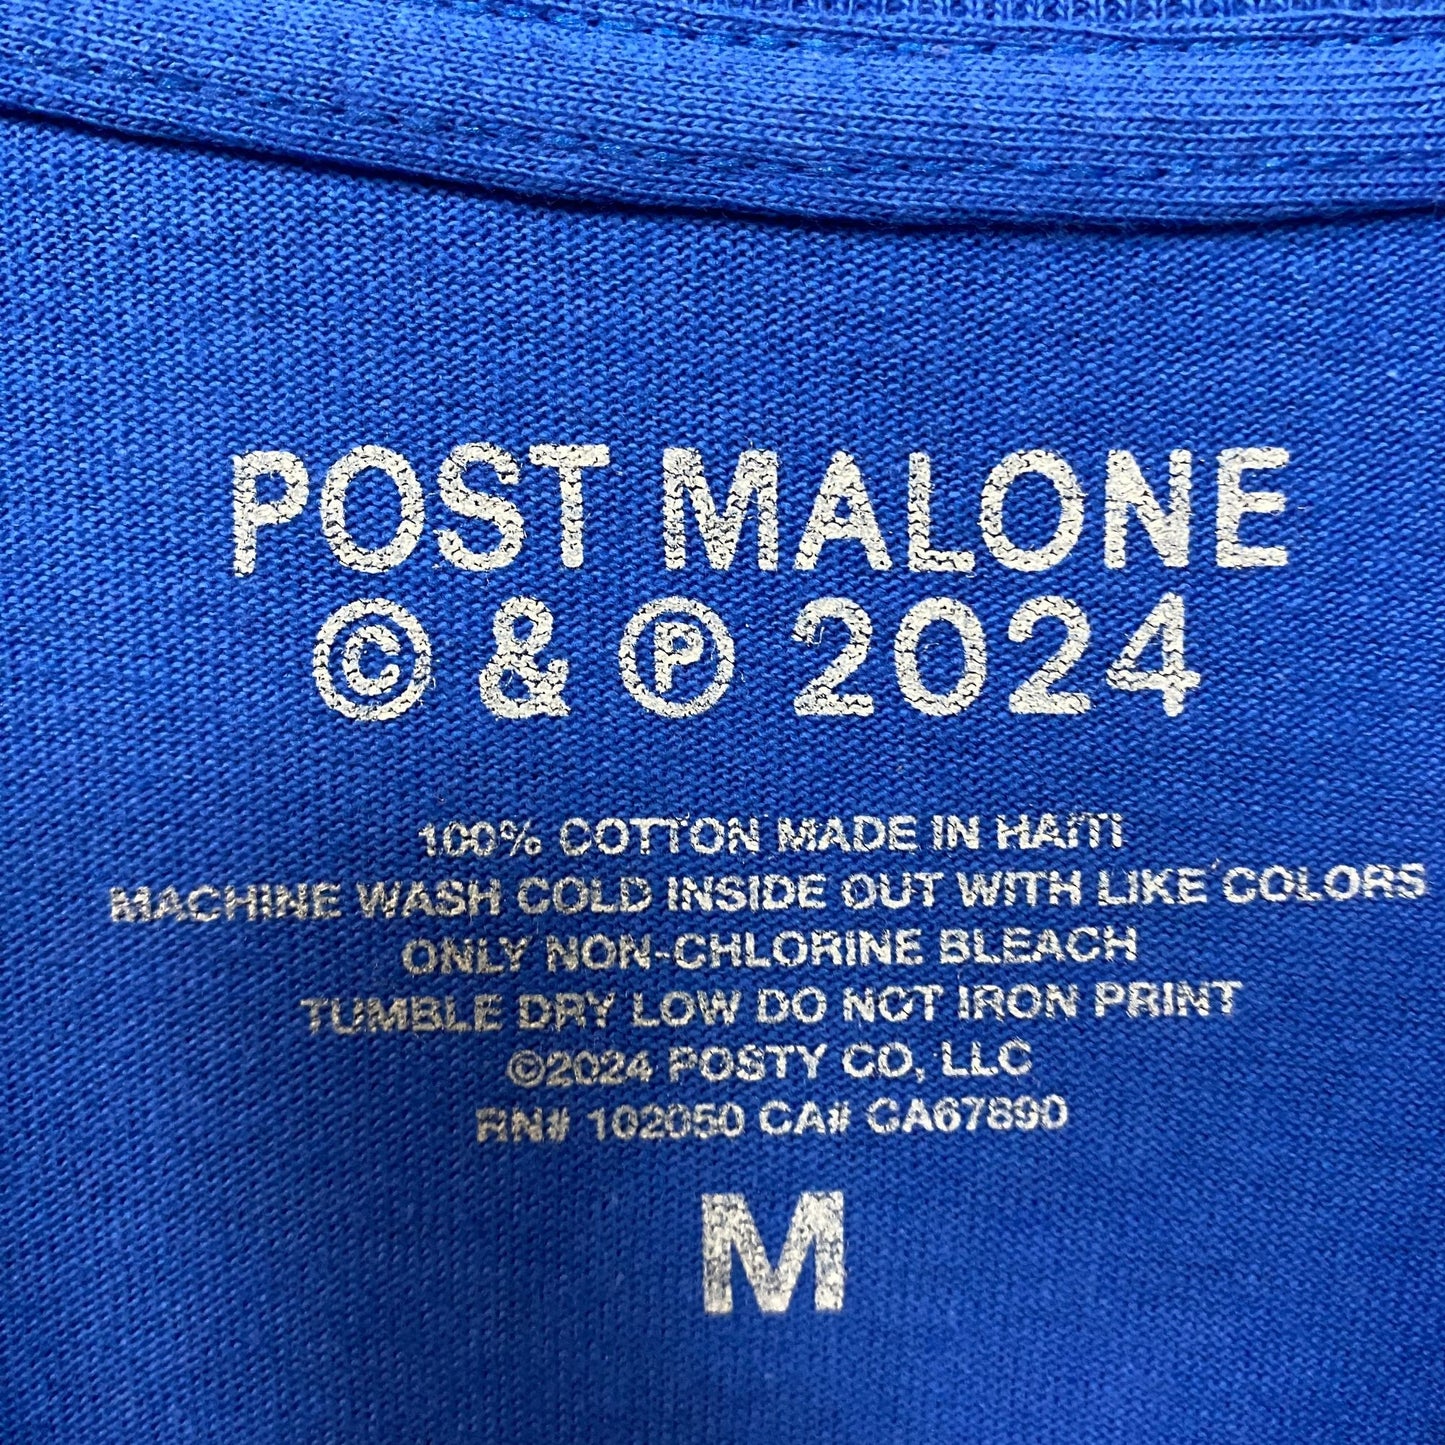 POST MALONE
© & ℗ 2024
100% COTTON MADE IN HAITI
MACHINE WASH COLD INSIDE OUT WITH LIKE COLORS
ONLY NON-CHLORINE BLEACH
TUMBLE DRY LOW DO NOT IRON PRINT
©2024 POSTY CO, LLC
RN# 102050 CA# CA67890
M